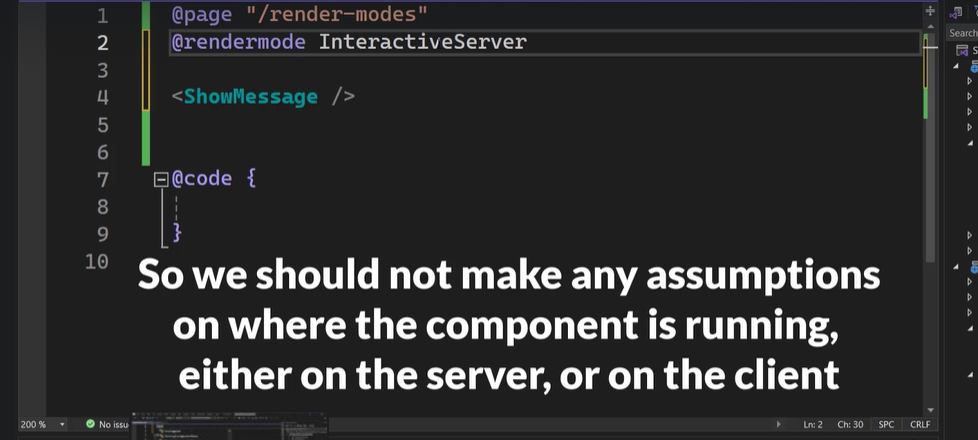 1 @page "/render-modes"
2 @rendermode InteractiveServer
3
4 <ShowMessage />
5
6
7 @code {
8
9 }
10
So we should not make any assumptions
on where the component is running,
either on the server, or on the client
Search
200 % No issu Ln: 2 Ch: 30 SPC CRLF